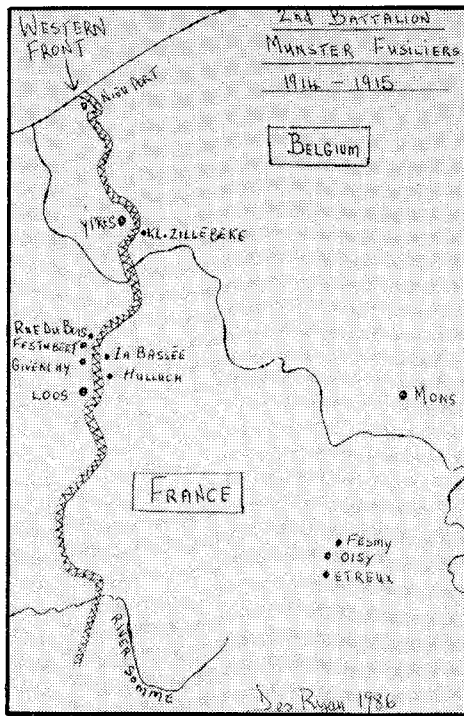 WESTERN
FRONT
2nd BATTALION
MUNSTER FUSILIERS
1914 - 1915
NIEUPORT
BELGIUM
YPRES
KL. ZILLEBEKE
RUE DU BOIS
FESTUBERT
GIVENCHY
LOOS
LA BASSÉE
HULLUCH
MONS
FRANCE
FESMY
OISY
ETREUX
RIVER SOMME
Des Ryan 1986